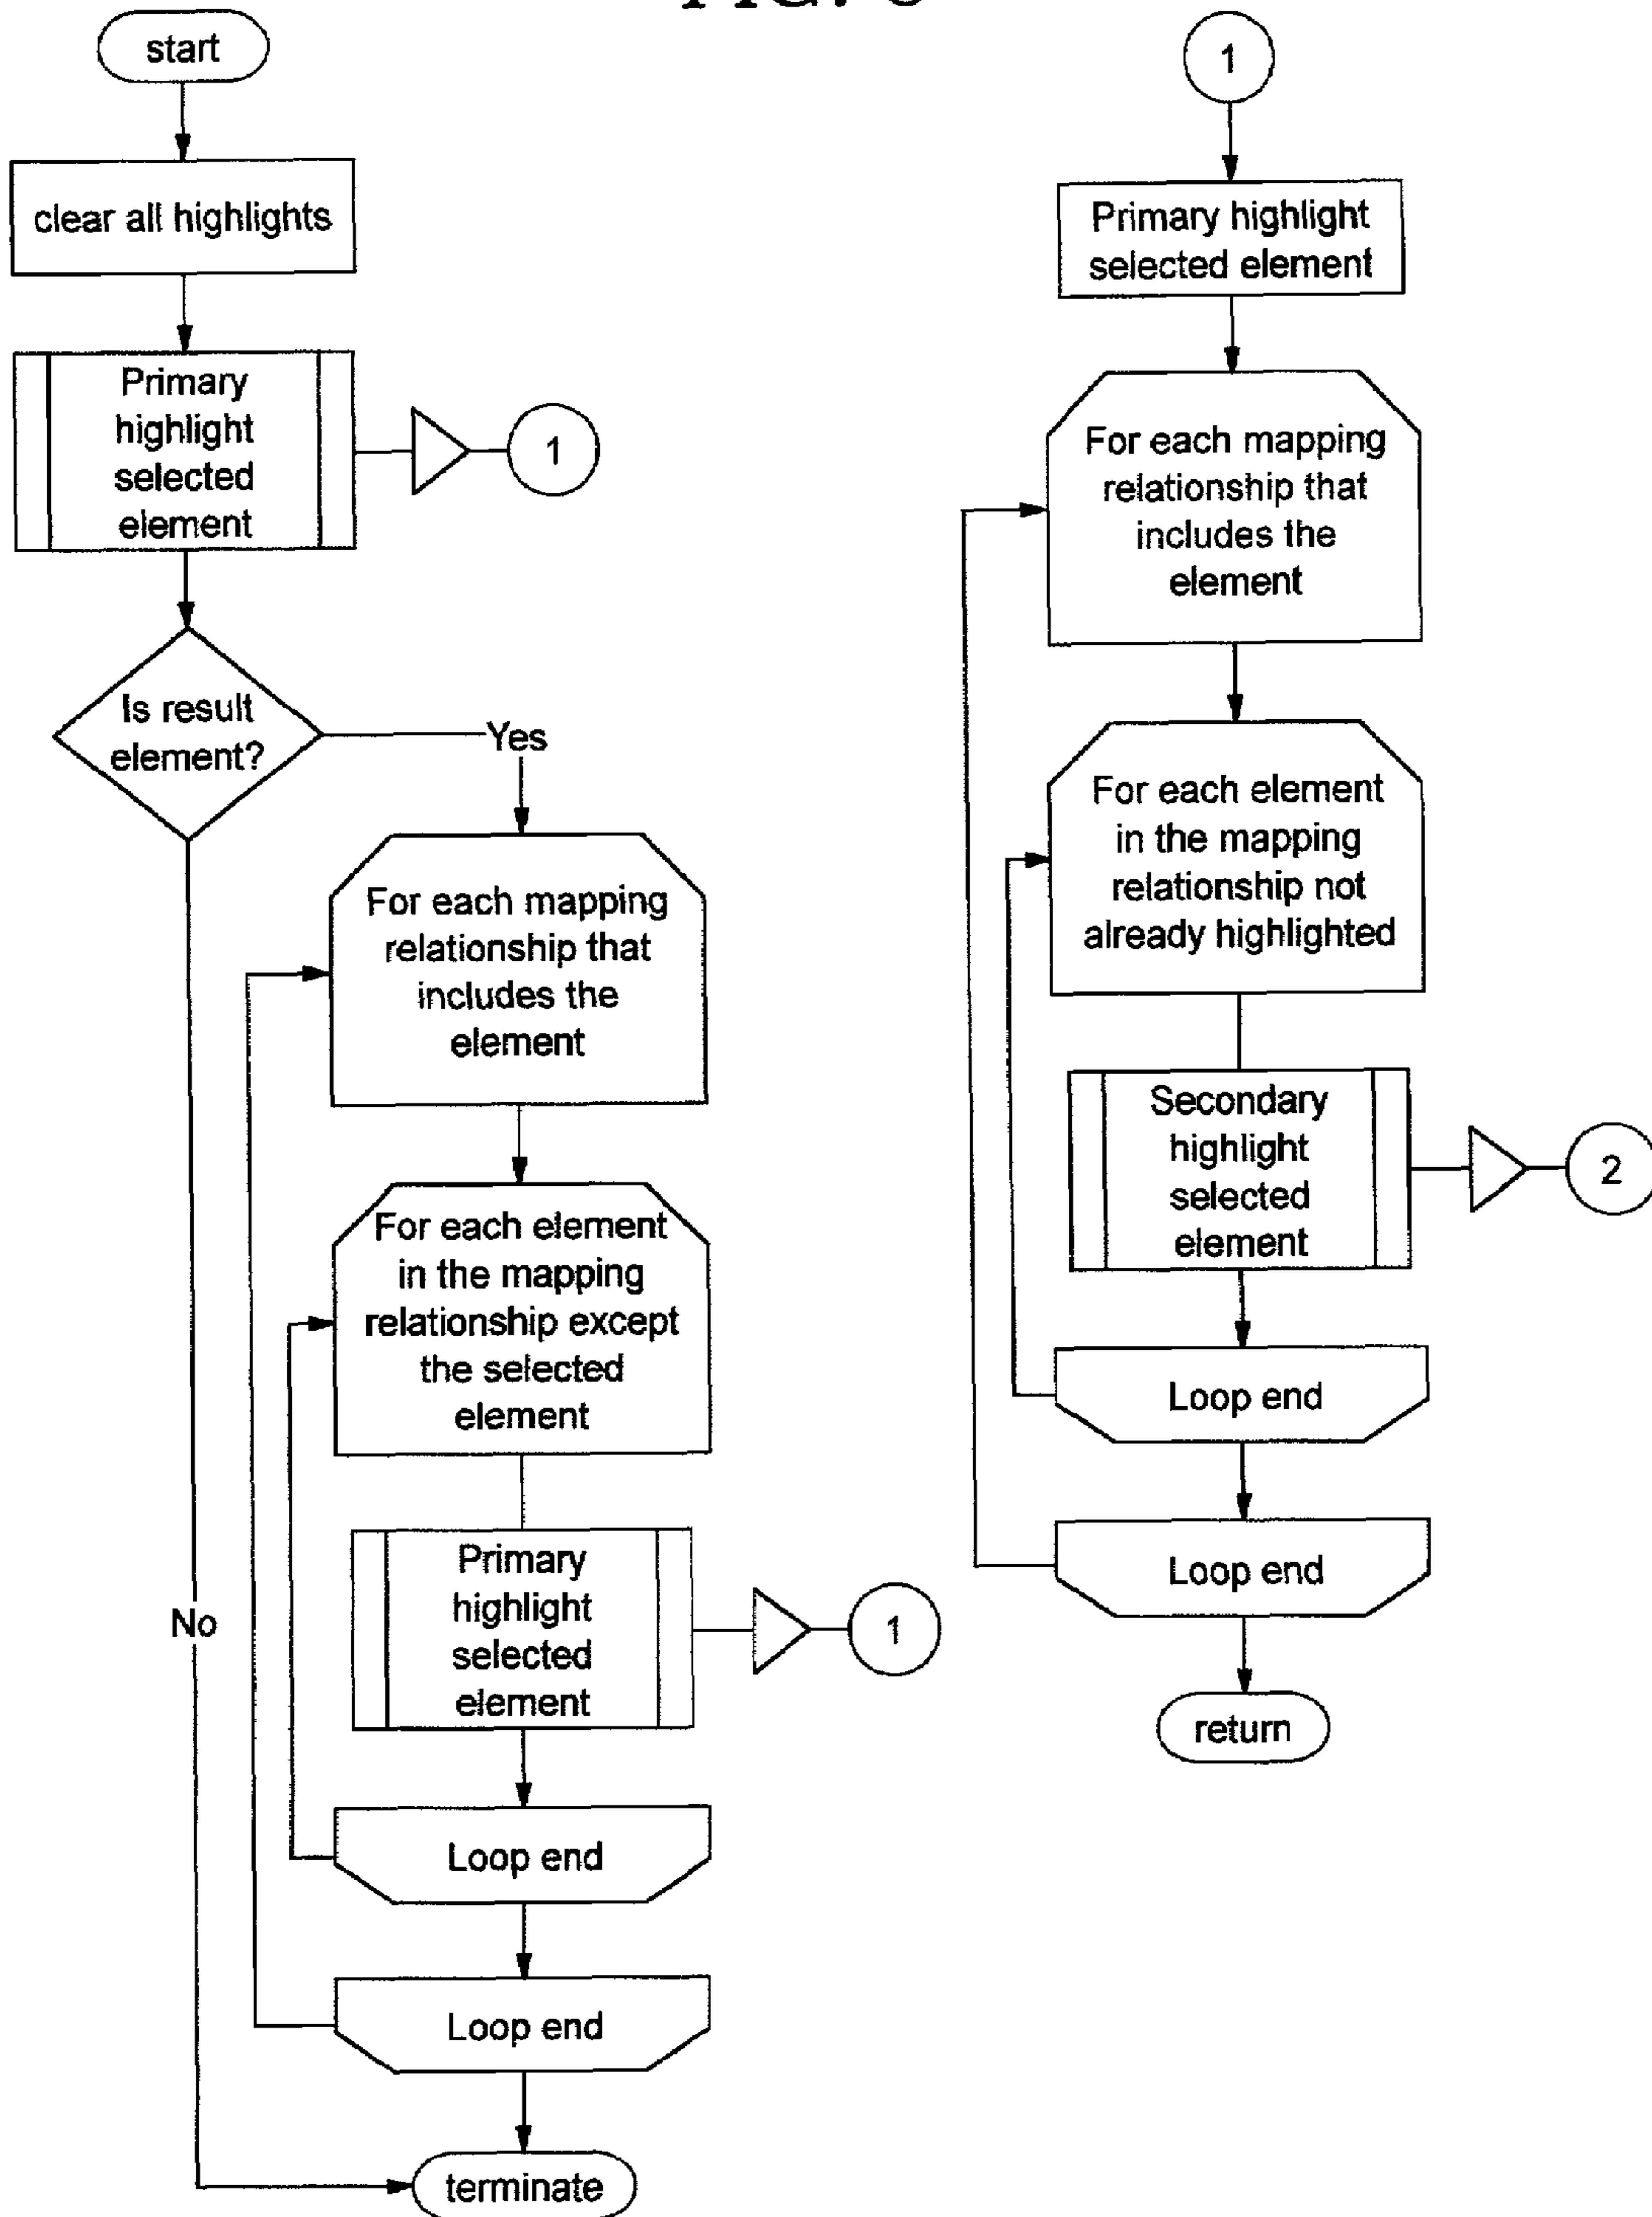 start
clear all highlights
Primary
highlight
selected
element
1
Is result
element?
Yes
No
For each mapping
relationship that
includes the
element
For each element
in the mapping
relationship except
the selected
element
Primary
highlight
selected
element
1
Loop end
Loop end
terminate
1
Primary highlight
selected element
For each mapping
relationship that
includes the
element
For each element
in the mapping
relationship not
already highlighted
Secondary
highlight
selected
element
2
Loop end
Loop end
return